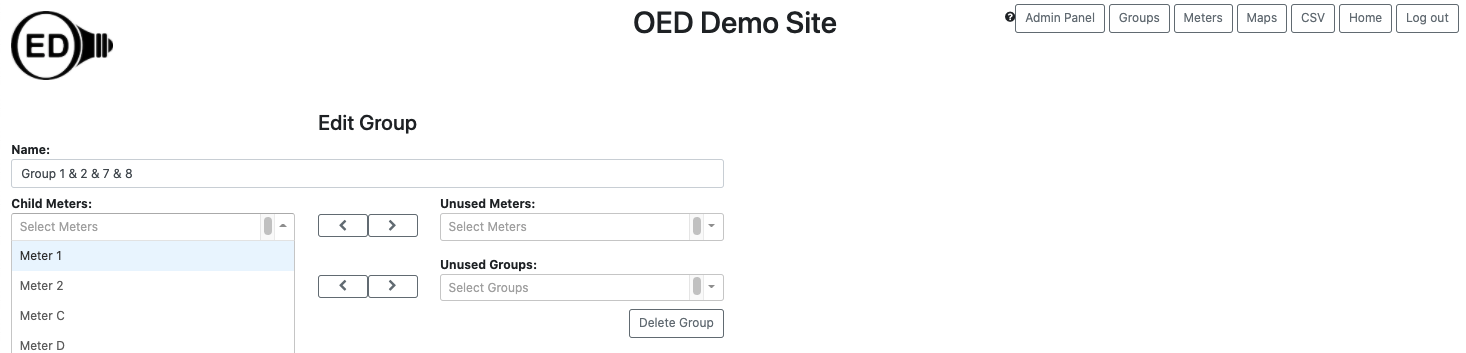 ED
OED Demo Site
? Admin Panel Groups Meters Maps CSV Home Log out
Edit Group
Name:
Group 1 & 2 & 7 & 8
Child Meters:
Select Meters
Meter 1
Meter 2
Meter C
Meter D
Unused Meters:
Select Meters
Unused Groups:
Select Groups
Delete Group